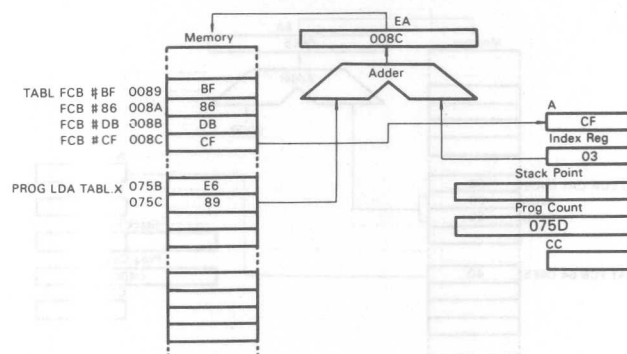 EA
Memory
008C
Adder
TABL FCB #BF 0089 BF
FCB #86 008A 86
FCB #DB 008B DB
FCB #CF 008C CF
A
CF
Index Reg
03
Stack Point
PROG LDA TABL.X 075B E6
075C 89
Prog Count
075D
CC